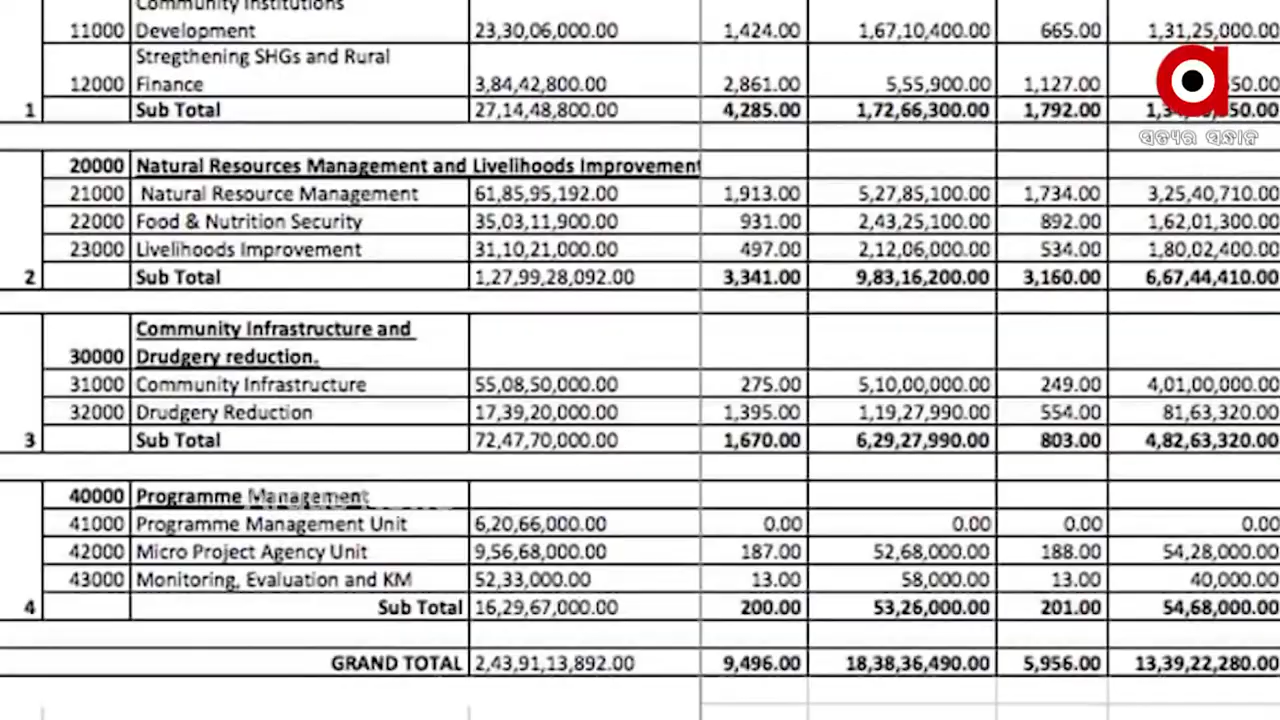 Community Institutions
11000 Development 23,30,06,000.00 1,424.00 1,67,10,400.00 665.00 1,31,25,000.00
Stregthening SHGs and Rural
12000 Finance 3,84,42,800.00 2,861.00 5,55,900.00 1,127.00
1 Sub Total 27,14,48,800.00 4,285.00 1,72,66,300.00 1,792.00
20000 Natural Resources Management and Livelihoods Improvement
21000 Natural Resource Management 61,85,95,192.00 1,913.00 5,27,85,100.00 1,734.00 3,25,40,710.00
22000 Food & Nutrition Security 35,03,11,900.00 931.00 2,43,25,100.00 892.00 1,62,01,300.00
23000 Livelihoods Improvement 31,10,21,000.00 497.00 2,12,06,000.00 534.00 1,80,02,400.00
2 Sub Total 1,27,99,28,092.00 3,341.00 9,83,16,200.00 3,160.00 6,67,44,410.00
Community Infrastructure and
30000 Drudgery reduction.
31000 Community Infrastructure 55,08,50,000.00 275.00 5,10,00,000.00 249.00 4,01,00,000.00
32000 Drudgery Reduction 17,39,20,000.00 1,395.00 1,19,27,990.00 554.00 81,63,320.00
3 Sub Total 72,47,70,000.00 1,670.00 6,29,27,990.00 803.00 4,82,63,320.00
40000 Programme Management
41000 Programme Management Unit 6,20,66,000.00 0.00 0.00 0.00 0.00
42000 Micro Project Agency Unit 9,56,68,000.00 187.00 52,68,000.00 188.00 54,28,000.00
43000 Monitoring, Evaluation and KM 52,33,000.00 13.00 58,000.00 13.00 40,000.00
4 Sub Total 16,29,67,000.00 200.00 53,26,000.00 201.00 54,68,000.00
GRAND TOTAL 2,43,91,13,892.00 9,496.00 18,38,36,490.00 5,956.00 13,39,22,280.00